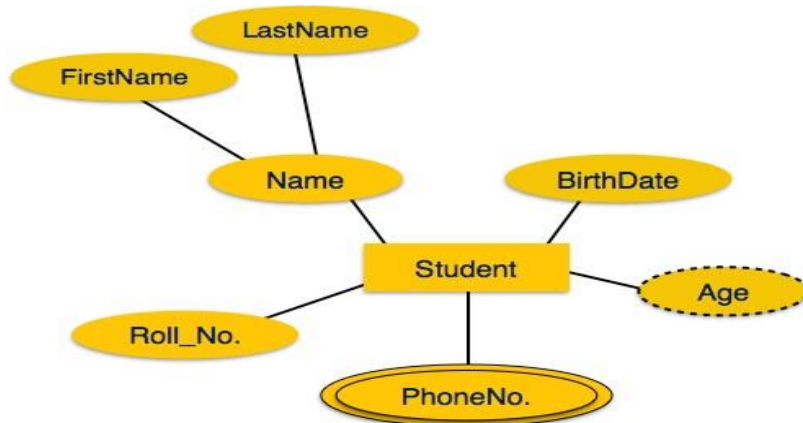 LastName
FirstName
Name
BirthDate
Student
Age
Roll_No.
PhoneNo.